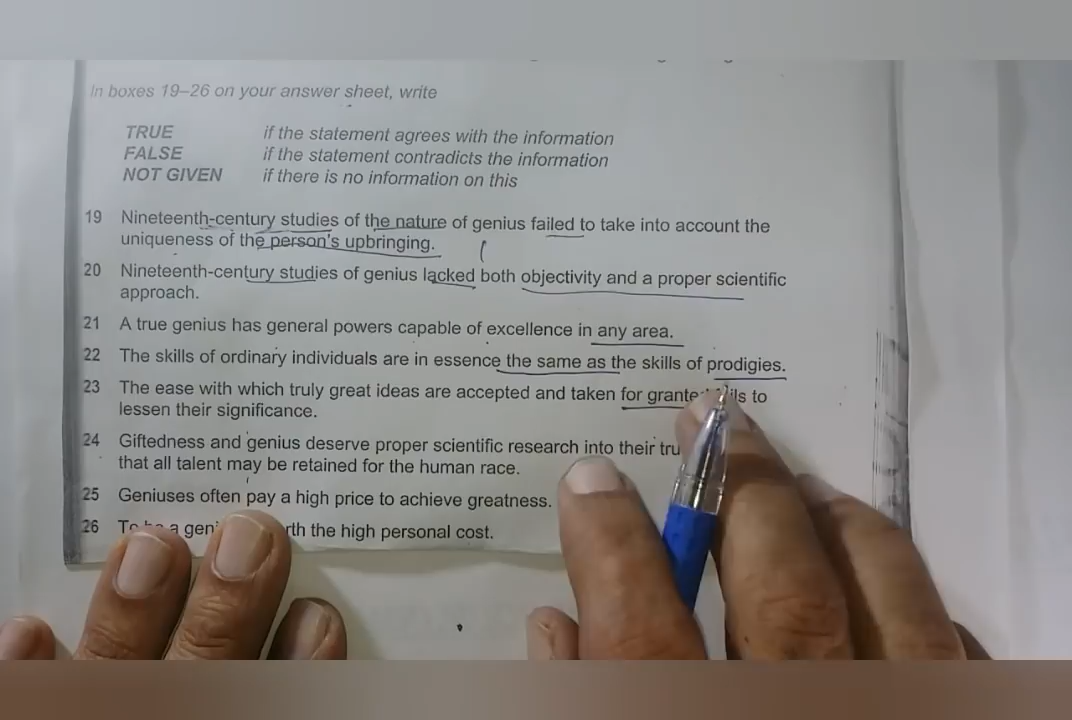 In boxes 19–26 on your answer sheet, write
TRUE if the statement agrees with the information
FALSE if the statement contradicts the information
NOT GIVEN if there is no information on this
19 Nineteenth-century studies of the nature of genius failed to take into account the
uniqueness of the person's upbringing.
20 Nineteenth-century studies of genius lacked both objectivity and a proper scientific
approach.
21 A true genius has general powers capable of excellence in any area.
22 The skills of ordinary individuals are in essence the same as the skills of prodigies.
23 The ease with which truly great ideas are accepted and taken for to
lessen their significance.
24 Giftedness and genius deserve proper scientific research into their
that all talent may be retained for the human race.
25 Geniuses often pay a high price to achieve greatness.
26 a the high personal cost.